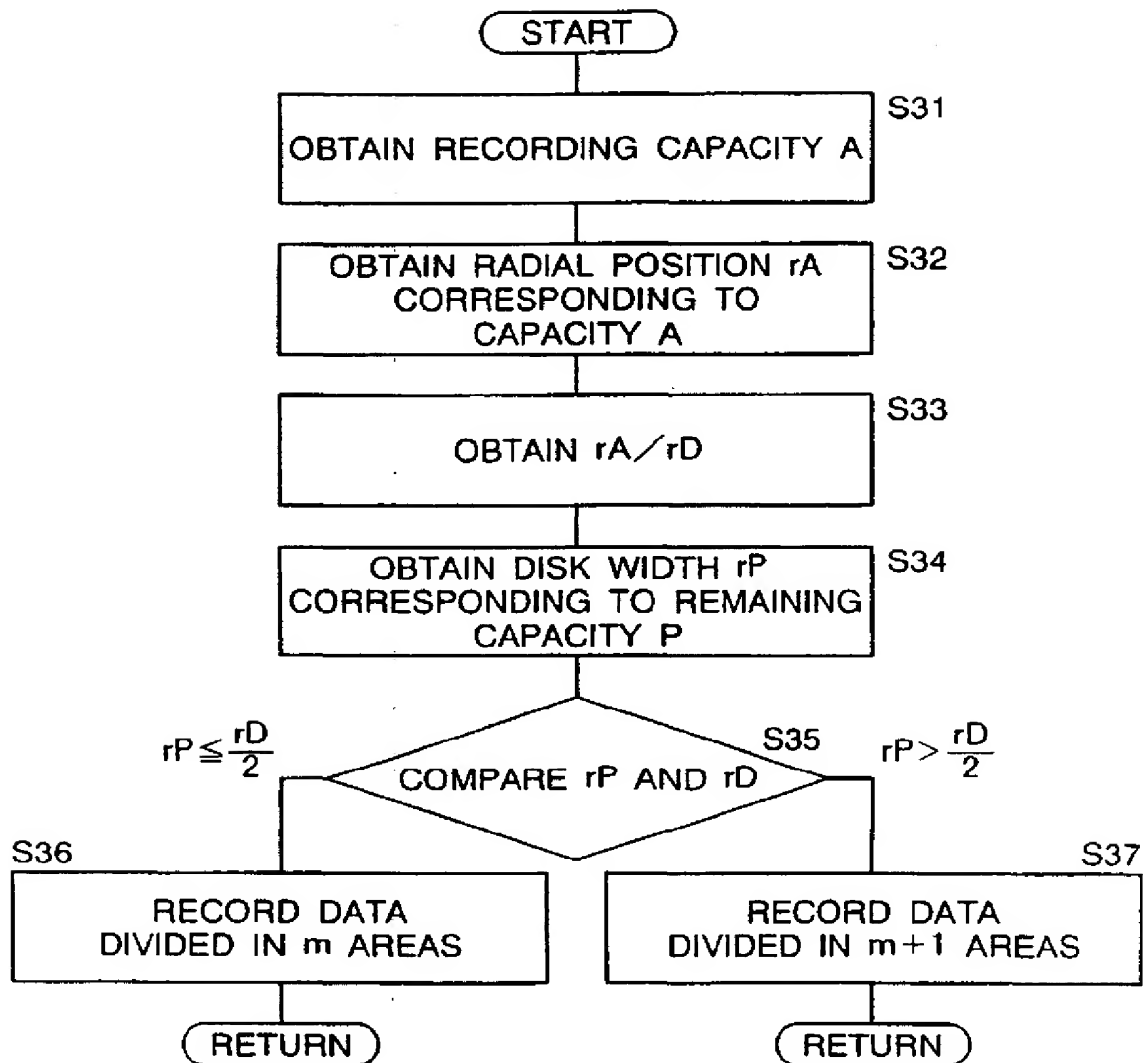 START
S31
OBTAIN RECORDING CAPACITY A
S32
OBTAIN RADIAL POSITION rA
CORRESPONDING TO
CAPACITY A
S33
OBTAIN rA/rD
S34
OBTAIN DISK WIDTH rP
CORRESPONDING TO REMAINING
CAPACITY P
rP≦rD/2
S35
rP>rD/2
COMPARE rP AND rD
S36
RECORD DATA
DIVIDED IN m AREAS
RETURN
S37
RECORD DATA
DIVIDED IN m+1 AREAS
RETURN